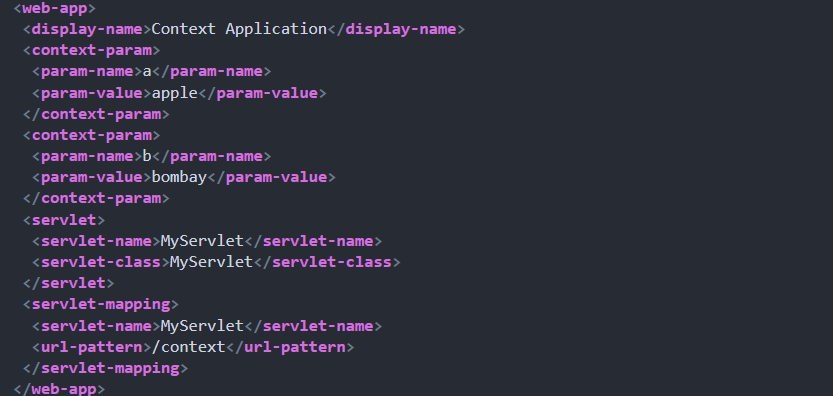 <web-app>
<display-name>Context Application</display-name>
<context-param>
<param-name>a</param-name>
<param-value>apple</param-value>
</context-param>
<context-param>
<param-name>b</param-name>
<param-value>bombay</param-value>
</context-param>
<servlet>
<servlet-name>MyServlet</servlet-name>
<servlet-class>MyServlet</servlet-class>
</servlet>
<servlet-mapping>
<servlet-name>MyServlet</servlet-name>
<url-pattern>/context</url-pattern>
</servlet-mapping>
</web-app>